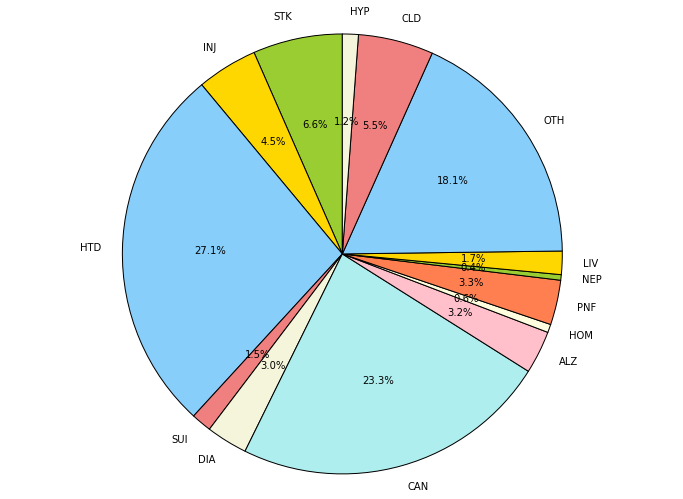 HYP
STK
CLD
INJ
OTH
6.6%
1.2%
5.5%
4.5%
18.1%
HTD
27.1%
1.7%
LIV
0.4%
NEP
3.3%
PNF
0.6%
HOM
3.2%
ALZ
1.5%
3.0%
23.3%
SUI
DIA
CAN